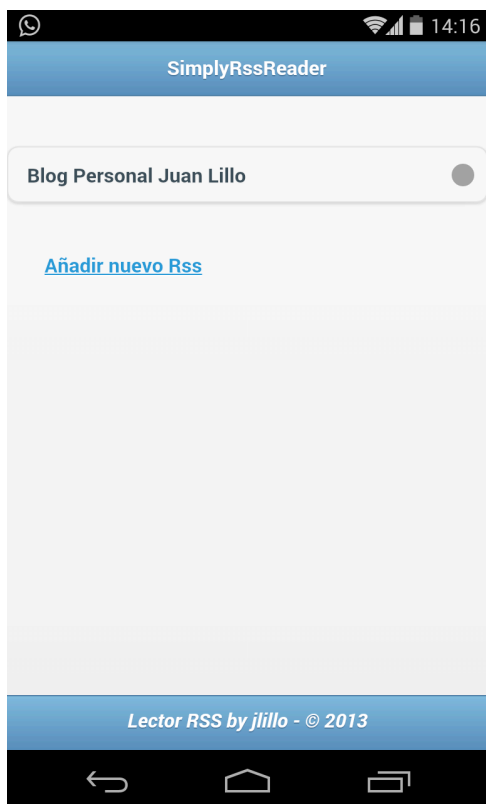 14:16
SimplyRssReader
Blog Personal Juan Lillo
Añadir nuevo Rss
Lector RSS by jlillo - © 2013